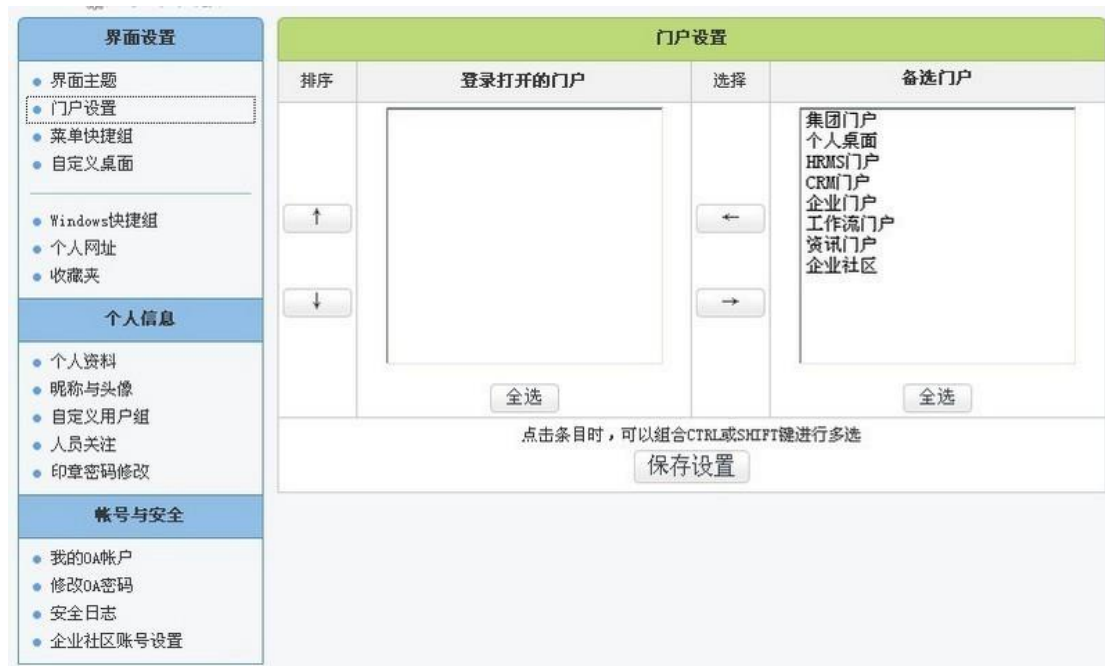 界面设置
界面主题
门户设置
菜单快捷组
自定义桌面
Windows快捷组
个人网址
收藏夹
个人信息
个人资料
昵称与头像
自定义用户组
人员关注
印章密码修改
帐号与安全
我的OA帐户
修改OA密码
安全日志
企业社区账号设置
门户设置
排序 登录打开的门户 选择 备选门户
集团门户
个人桌面
HRMS门户
CRM门户
企业门户
工作流门户
资讯门户
企业社区
↑ ←
↓ →
全选 全选
点击条目时，可以组合CTRL或SHIFT键进行多选
保存设置